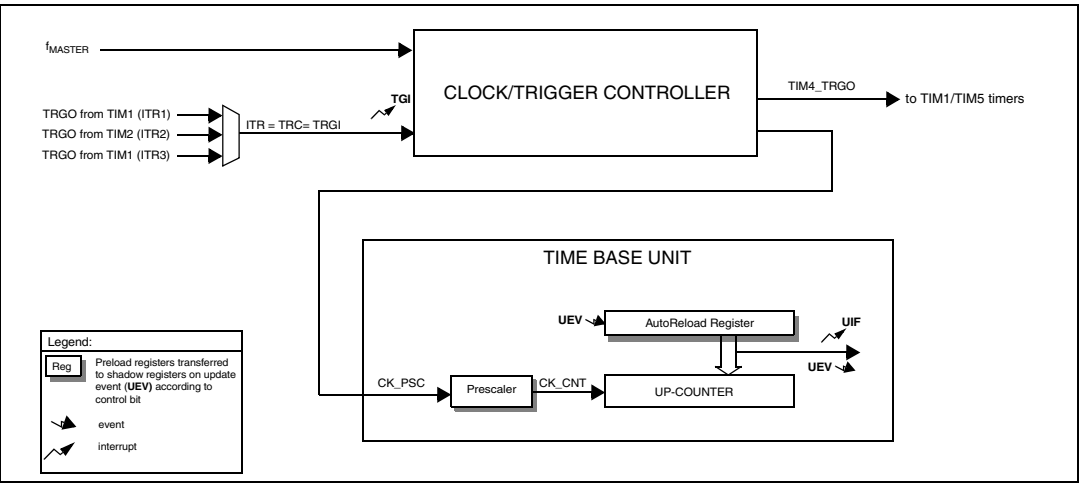 fMASTER
TGI
CLOCK/TRIGGER CONTROLLER
TIM4_TRGO
to TIM1/TIM5 timers
TRGO from TIM1 (ITR1)
TRGO from TIM2 (ITR2)
TRGO from TIM1 (ITR3)
ITR = TRC= TRGI
TIME BASE UNIT
UEV
AutoReload Register
UIF
UEV
CK_PSC
Prescaler
CK_CNT
UP-COUNTER
Legend:
Reg
Preload registers transferred
to shadow registers on update
event (UEV) according to
control bit
event
interrupt